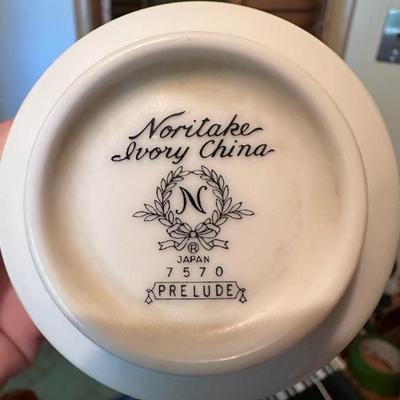 Noritake
Ivory China
N
®
JAPAN
7570
PRELUDE